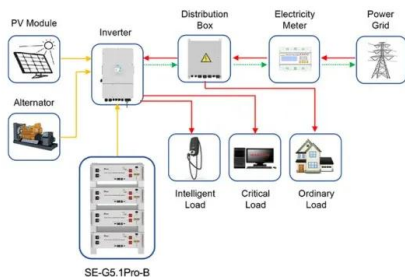 PV Module
Inverter
Distribution
Box
Electricity
Meter
Power
Grid
Alternator
Intelligent
Load
Critical
Load
Ordinary
Load
SE-G5.1Pro-B